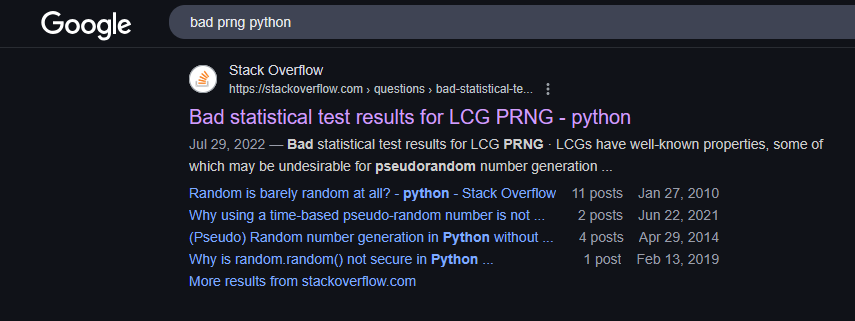 Google
bad prng python
Stack Overflow
https://stackoverflow.com › questions › bad-statistical-te...
Bad statistical test results for LCG PRNG - python
Jul 29, 2022 — Bad statistical test results for LCG PRNG · LCGs have well-known properties, some of
which may be undesirable for pseudorandom number generation ...
Random is barely random at all? - python - Stack Overflow 11 posts Jan 27, 2010
Why using a time-based pseudo-random number is not ... 2 posts Jun 22, 2021
(Pseudo) Random number generation in Python without ... 4 posts Apr 29, 2014
Why is random.random() not secure in Python ... 1 post Feb 13, 2019
More results from stackoverflow.com